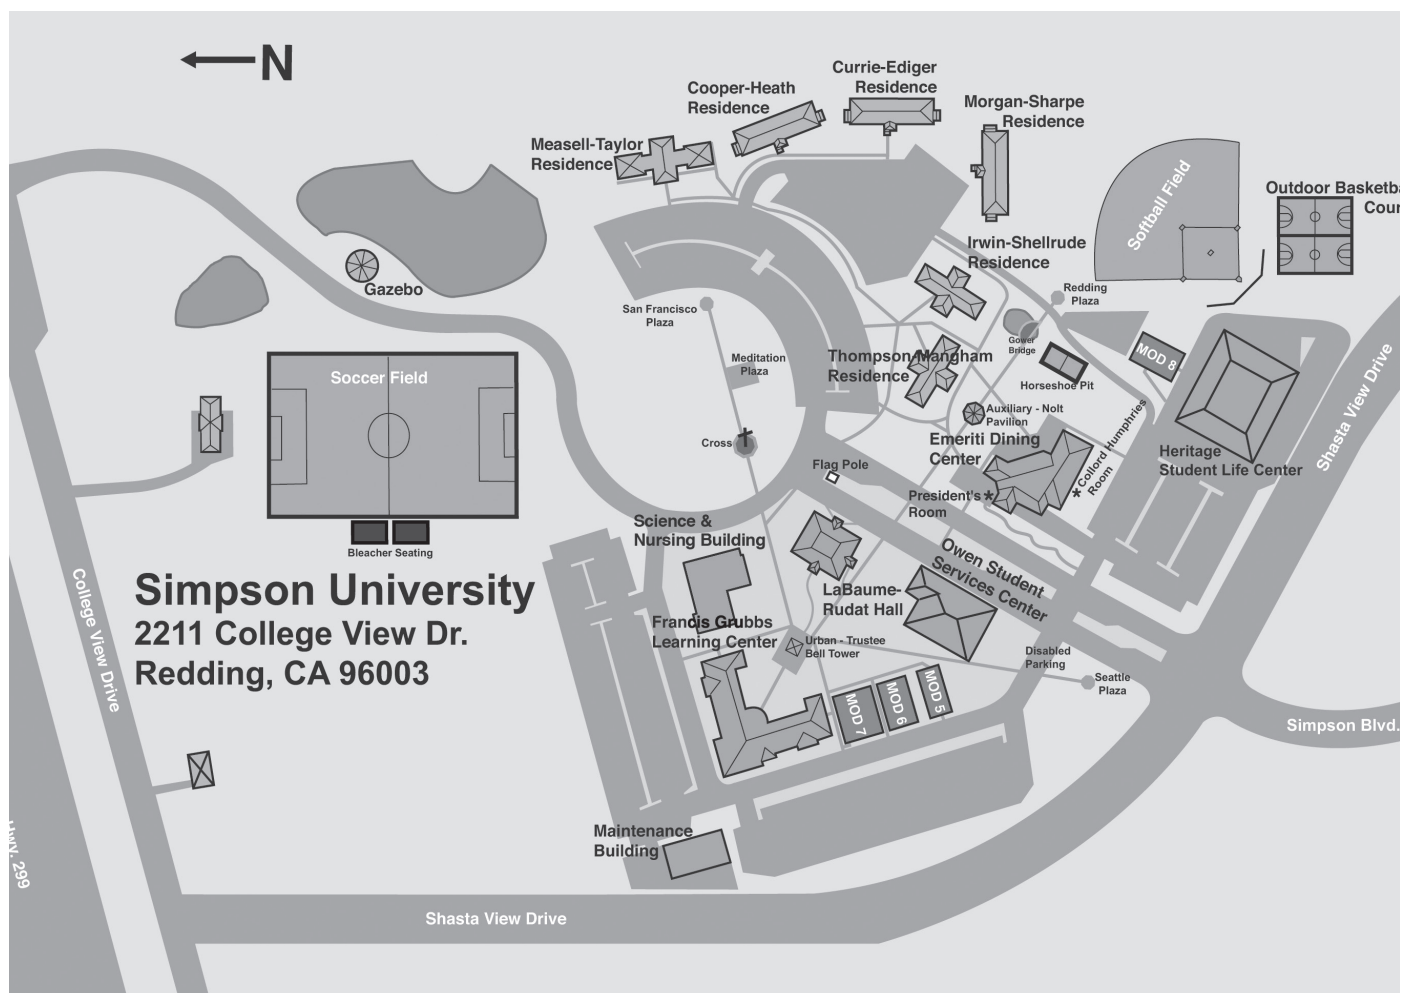 N
Currie-Ediger
Residence
Cooper-Heath
Residence
Morgan-Sharpe
Residence
Measell-Taylor
Residence
Softball Field
Outdoor Basketba
Cour
Irwin-Shellrude
Residence
Gazebo
Redding
Plaza
San Francisco
Plaza
Gower
Bridge
MOD 8
Meditation
Plaza
Thompson-Mangham
Residence
Soccer Field
Horseshoe Pit
Shasta View Drive
Auxiliary - Nolt
Pavilion
Cross
Emeriti Dining
Center
Collord Humphries
Room
Heritage
Student Life Center
Flag Pole
President's
Room
Science &
Nursing Building
Bleacher Seating
Owen Student
Services Center
Simpson University
2211 College View Dr.
Redding, CA 96003
College View Drive
LaBaume-
Rudat Hall
Francis Grubbs
Learning Center
Urban - Trustee
Bell Tower
Disabled
Parking
Seattle
Plaza
MOD 7
MOD 6
MOD 5
Simpson Blvd.
Maintenance
Building
Hwy. 299
Shasta View Drive